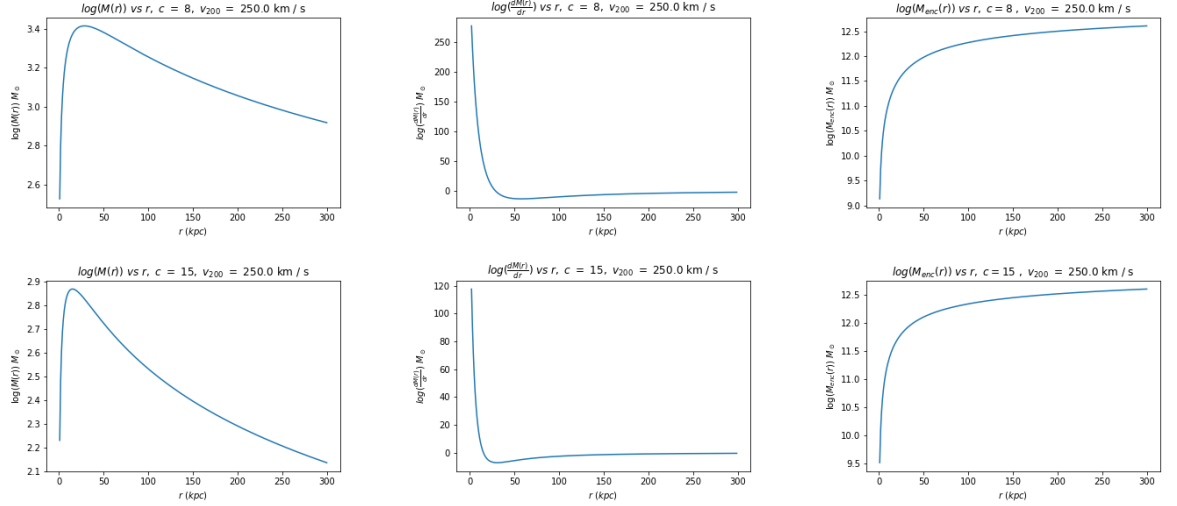 log(M(r)) vs r, c = 8, v₂₀₀ = 250.0 km / s
log(M(r)) M☉
3.4
3.2
3.0
2.8
2.6
0 50 100 150 200 250 300
r (kpc)
log(dM(r)/dr) vs r, c = 8, v₂₀₀ = 250.0 km / s
log(dM(r)/dr) M☉
250
200
150
100
50
0
0 50 100 150 200 250 300
r (kpc)
log(Mₑₙ꜀(r)) vs r, c = 8 , v₂₀₀ = 250.0 km / s
log(Mₑₙ꜀(r)) M☉
12.5
12.0
11.5
11.0
10.5
10.0
9.5
9.0
0 50 100 150 200 250 300
r (kpc)
log(M(r)) vs r, c = 15, v₂₀₀ = 250.0 km / s
log(M(r)) M☉
2.9
2.8
2.7
2.6
2.5
2.4
2.3
2.2
2.1
0 50 100 150 200 250 300
r (kpc)
log(dM(r)/dr) vs r, c = 15, v₂₀₀ = 250.0 km / s
log(dM(r)/dr) M☉
120
100
80
60
40
20
0
0 50 100 150 200 250 300
r (kpc)
log(Mₑₙ꜀(r)) vs r, c = 15 , v₂₀₀ = 250.0 km / s
log(Mₑₙ꜀(r)) M☉
12.5
12.0
11.5
11.0
10.5
10.0
9.5
0 50 100 150 200 250 300
r (kpc)